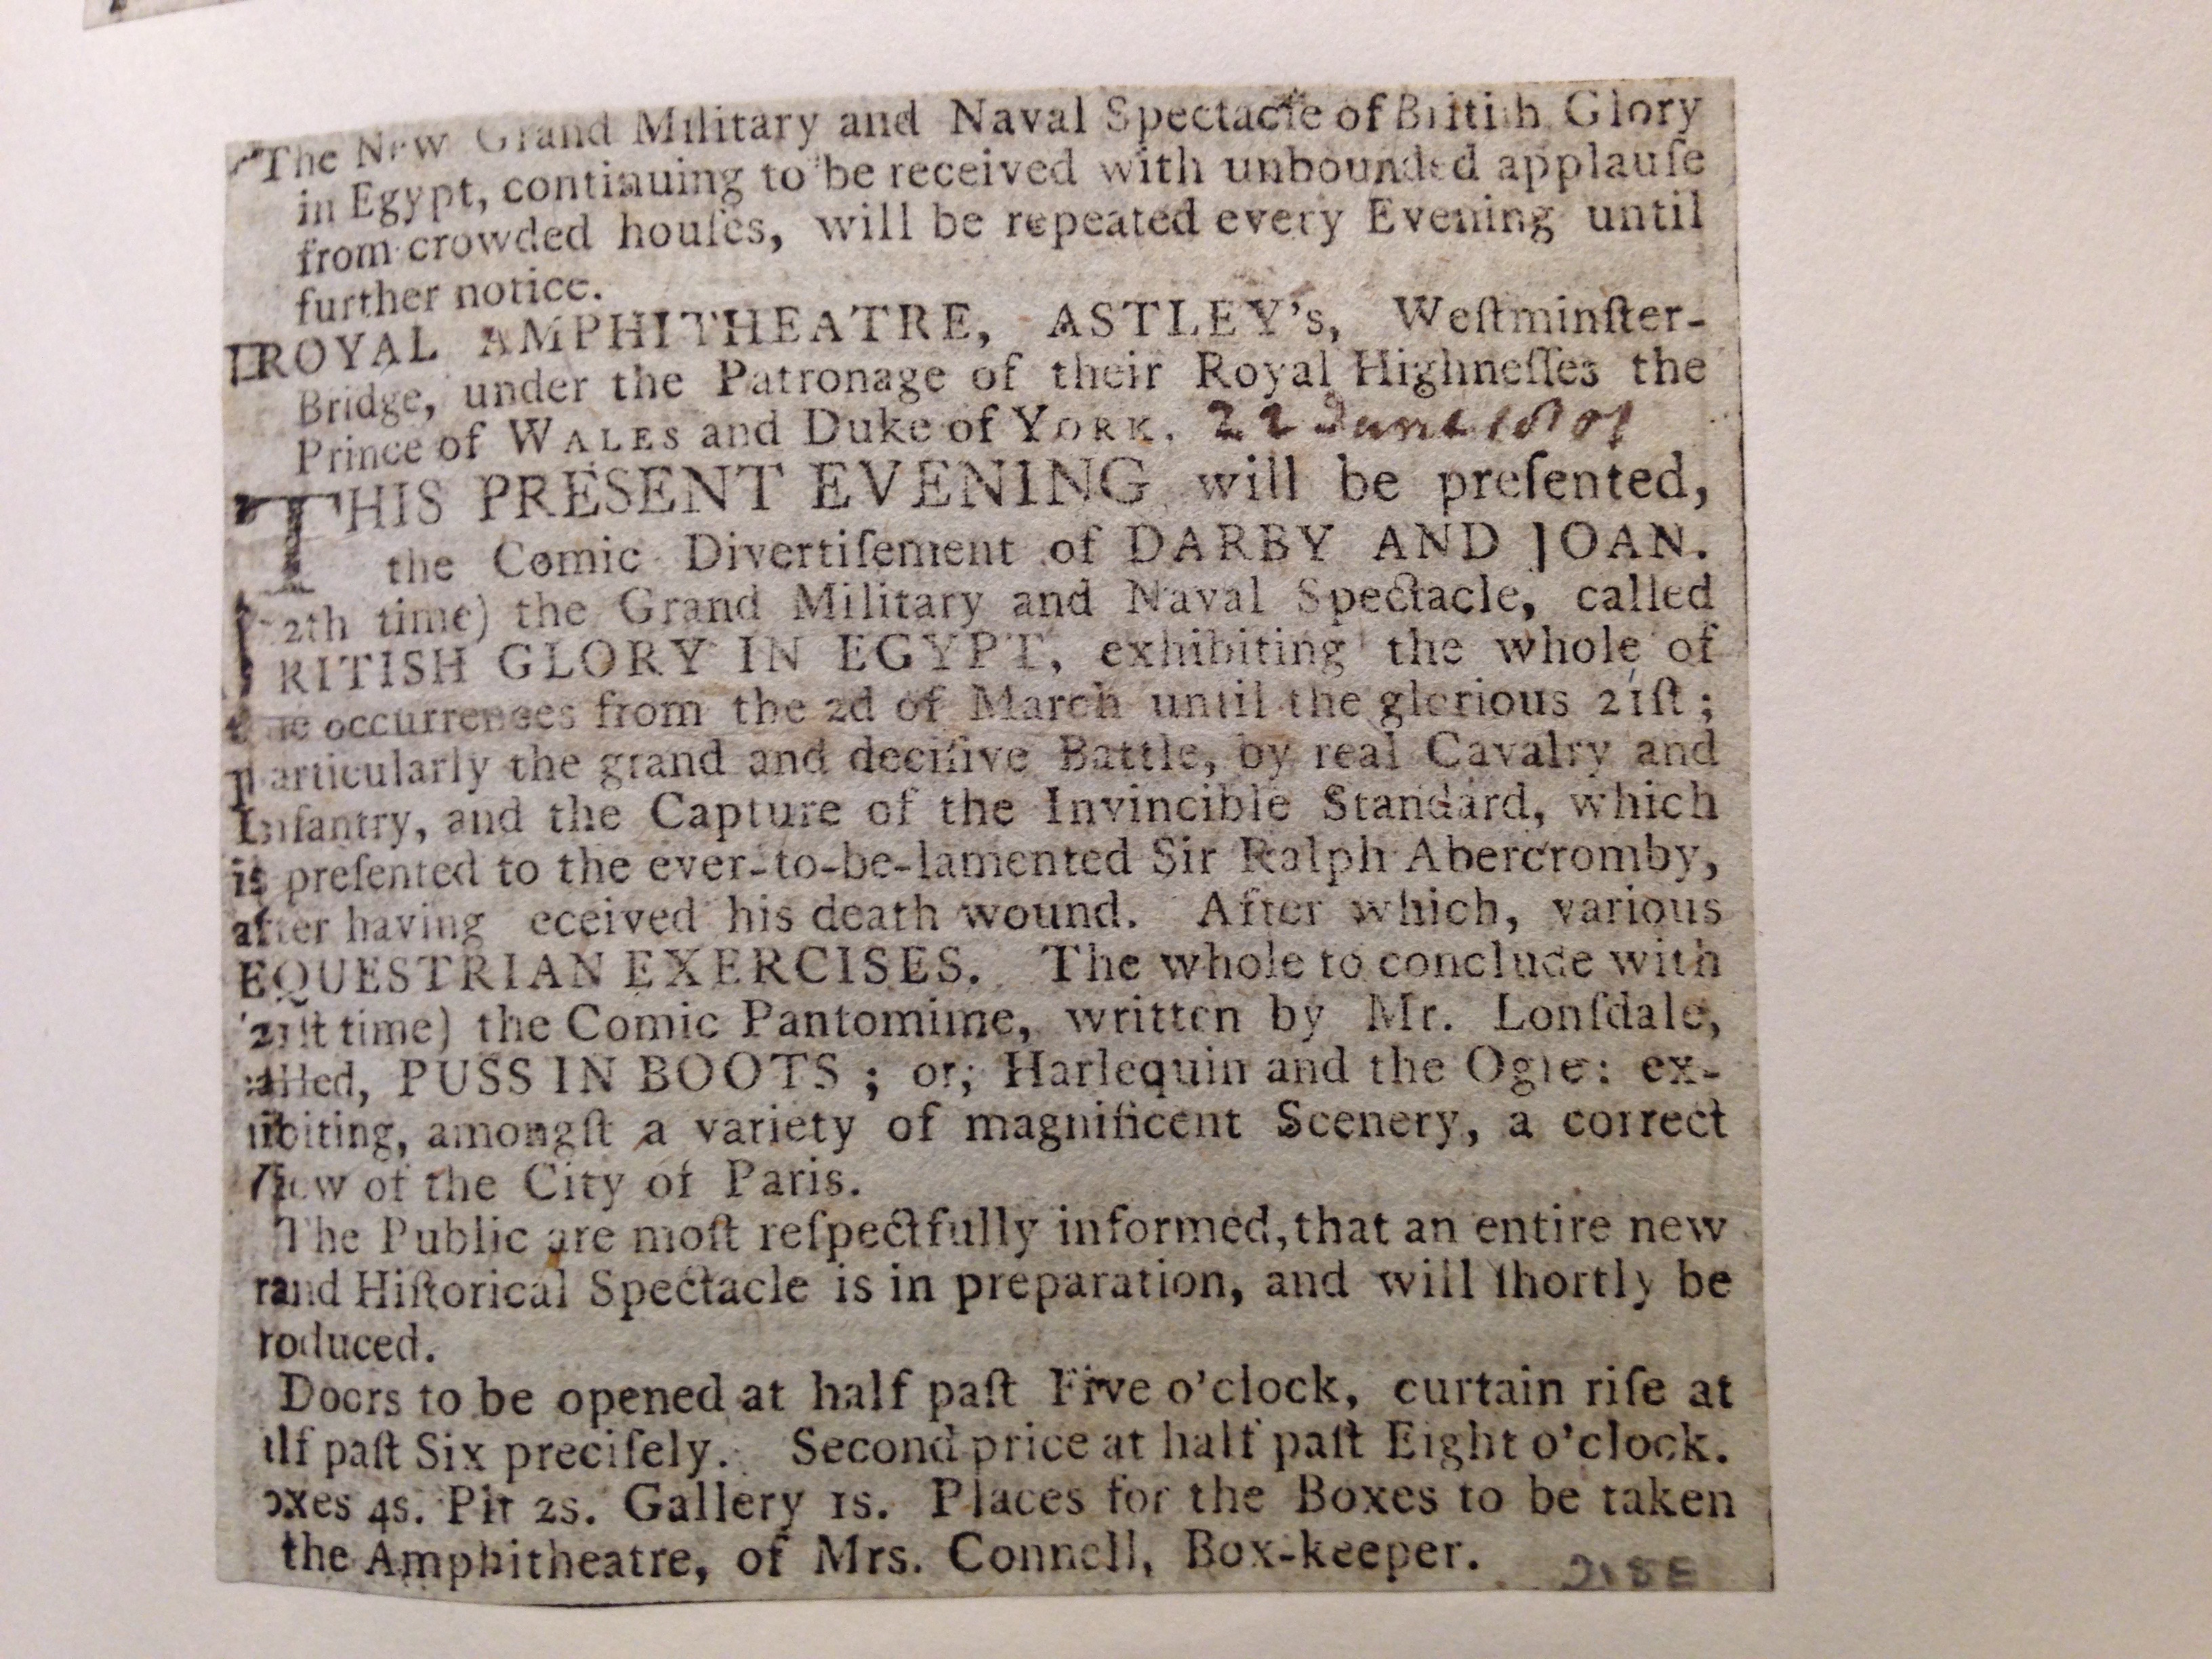 The New Grand Military and Naval Spectacle of Britiſh Glory
in Egypt, continuing to be received with unbounded applauſe
from crowded houſes, will be repeated every Evening until
further notice.
ROYAL AMPHITHEATRE, ASTLEY's, Weſtminſter-
Bridge, under the Patronage of their Royal Highneſſes the
Prince of WALES and Duke of YORK. 22 June 1801
THIS PRESENT EVENING will be preſented,
the Comic Divertiſement of DARBY AND JOAN.
2th time) the Grand Military and Naval Spectacle, called
RITISH GLORY IN EGYPT, exhibiting the whole of
the occurrences from the 2d of March until the glorious 21ſt;
particularly the grand and deciſive Battle, by real Cavalry and
Infantry, and the Capture of the Invincible Standard, which
is preſented to the ever-to-be-lamented Sir Ralph Abercromby,
after having eceived his death wound. After which, various
EQUESTRIAN EXERCISES. The whole to conclude with
21ſt time) the Comic Pantomime, written by Mr. Lonſdale,
alled, PUSS IN BOOTS; or, Harlequin and the Ogre: ex-
ibiting, amongſt a variety of magnificent Scenery, a correct
View of the City of Paris.
The Public are moſt reſpectfully informed, that an entire new
rand Hiſtorical Spectacle is in preparation, and will ſhortly be
roduced.
Doors to be opened at half paſt Five o'clock, curtain riſe at
alf paſt Six preciſely. Second price at half paſt Eight o'clock.
oxes 4s. Pit 2s. Gallery 1s. Places for the Boxes to be taken
the Amphitheatre, of Mrs. Connell, Box-keeper.